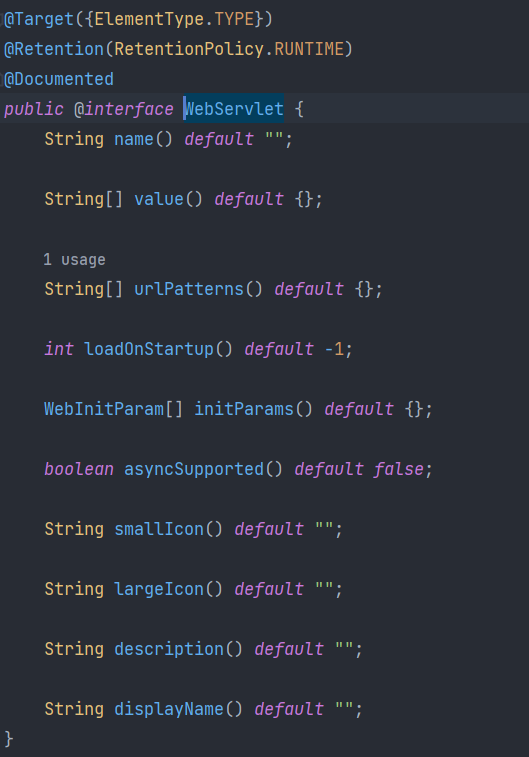 @Target({ElementType.TYPE})
@Retention(RetentionPolicy.RUNTIME)
@Documented
public @interface WebServlet {
String name() default "";
String[] value() default {};
1 usage
String[] urlPatterns() default {};
int loadOnStartup() default -1;
WebInitParam[] initParams() default {};
boolean asyncSupported() default false;
String smallIcon() default "";
String largeIcon() default "";
String description() default "";
String displayName() default "";
}